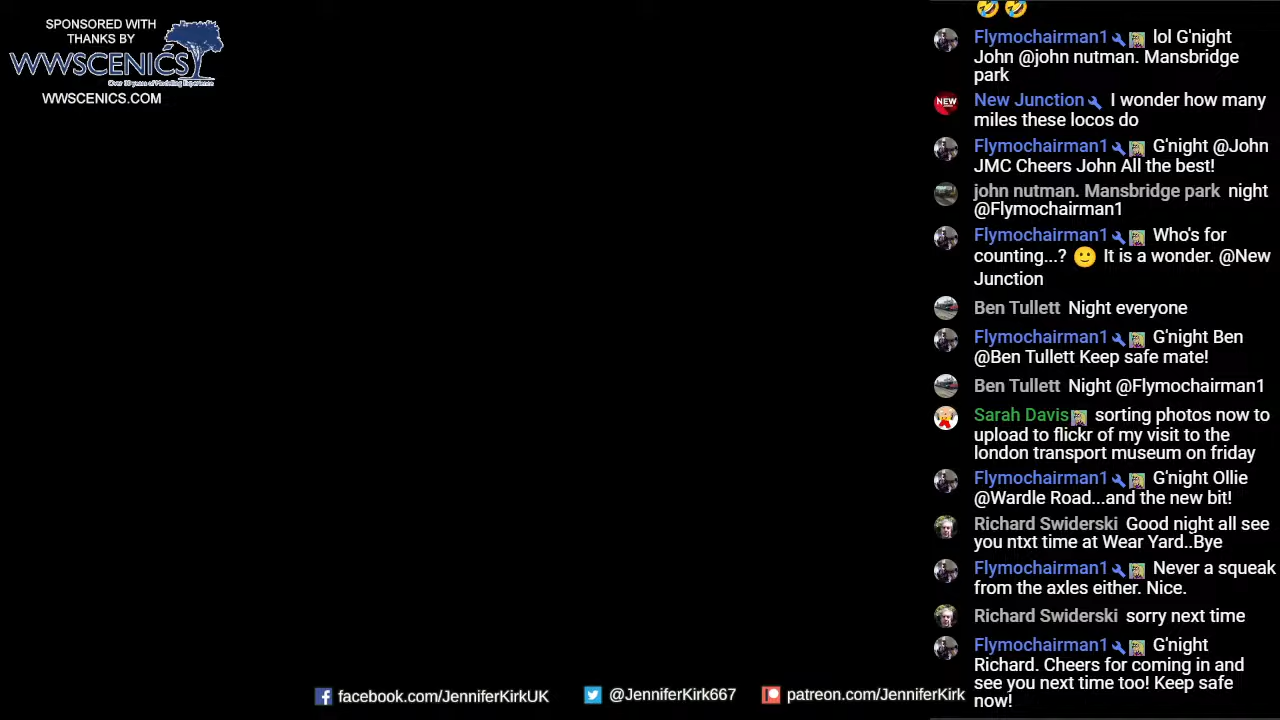 SPONSORED WITH
THANKS BY
WWSCENICS
Over 30 years of Modelling Experience
WWSCENICS.COM
Flymochairman1 lol G'night
John @john nutman. Mansbridge
park
NEW New Junction I wonder how many
miles these locos do
Flymochairman1 G'night @John
JMC Cheers John All the best!
john nutman. Mansbridge park night
@Flymochairman1
Flymochairman1 Who's for
counting...? 🙂 It is a wonder. @New
Junction
Ben Tullett Night everyone
Flymochairman1 G'night Ben
@Ben Tullett Keep safe mate!
Ben Tullett Night @Flymochairman1
Sarah Davis sorting photos now to
upload to flickr of my visit to the
london transport museum on friday
Flymochairman1 G'night Ollie
@Wardle Road...and the new bit!
Richard Swiderski Good night all see
you ntxt time at Wear Yard..Bye
Flymochairman1 Never a squeak
from the axles either. Nice.
Richard Swiderski sorry next time
Flymochairman1 G'night
Richard. Cheers for coming in and
see you next time too! Keep safe
now!
facebook.com/JenniferKirkUK @JenniferKirk667 patreon.com/JenniferKirk